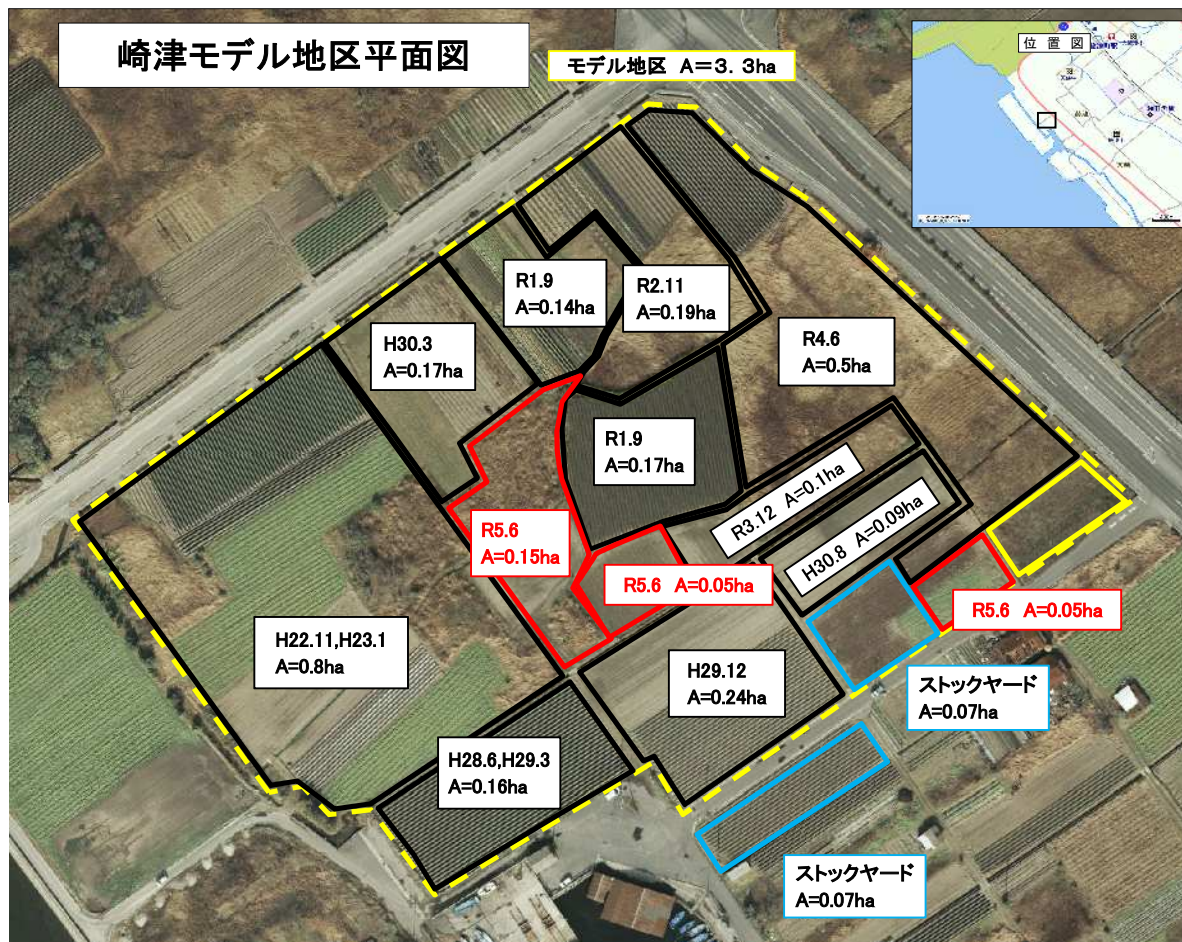 崎津モデル地区平面図
モデル地区 A=3.3ha
位置図
R1.9
A=0.14ha
R2.11
A=0.19ha
H30.3
A=0.17ha
R4.6
A=0.5ha
R1.9
A=0.17ha
R3.12 A=0.1ha
H30.8 A=0.09ha
R5.6
A=0.15ha
R5.6 A=0.05ha
R5.6 A=0.05ha
H22.11,H23.1
A=0.8ha
H29.12
A=0.24ha
ストックヤード
A=0.07ha
H28.6,H29.3
A=0.16ha
ストックヤード
A=0.07ha